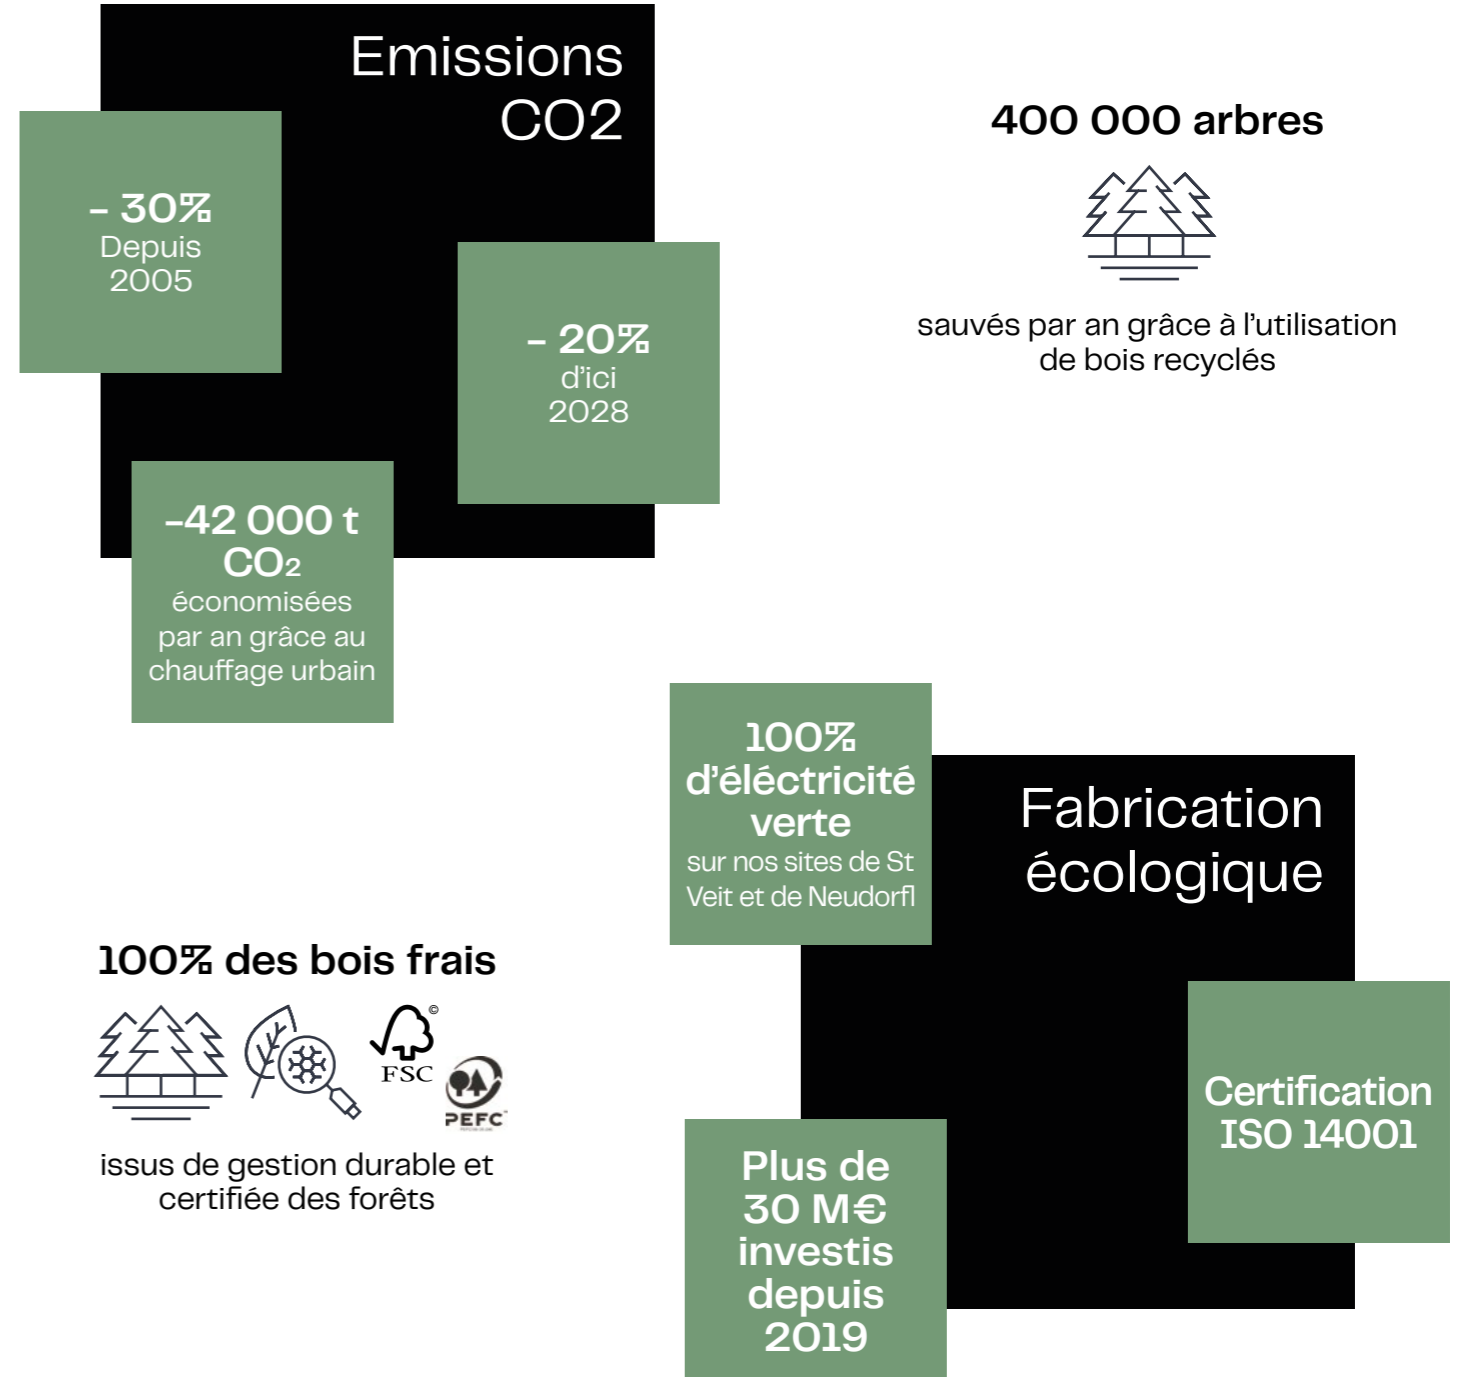 Emissions
CO2
- 30%
Depuis
2005
- 20%
d'ici
2028
-42 000 t
CO₂
économisées
par an grâce au
chauffage urbain
400 000 arbres
sauvés par an grâce à l'utilisation
de bois recyclés
100%
d'éléctricité
verte
sur nos sites de St
Veit et de Neudorfl
Fabrication
écologique
Certification
ISO 14001
Plus de
30 M€
investis
depuis
2019
100% des bois frais
©
FSC
PEFC
issus de gestion durable et
certifiée des forêts